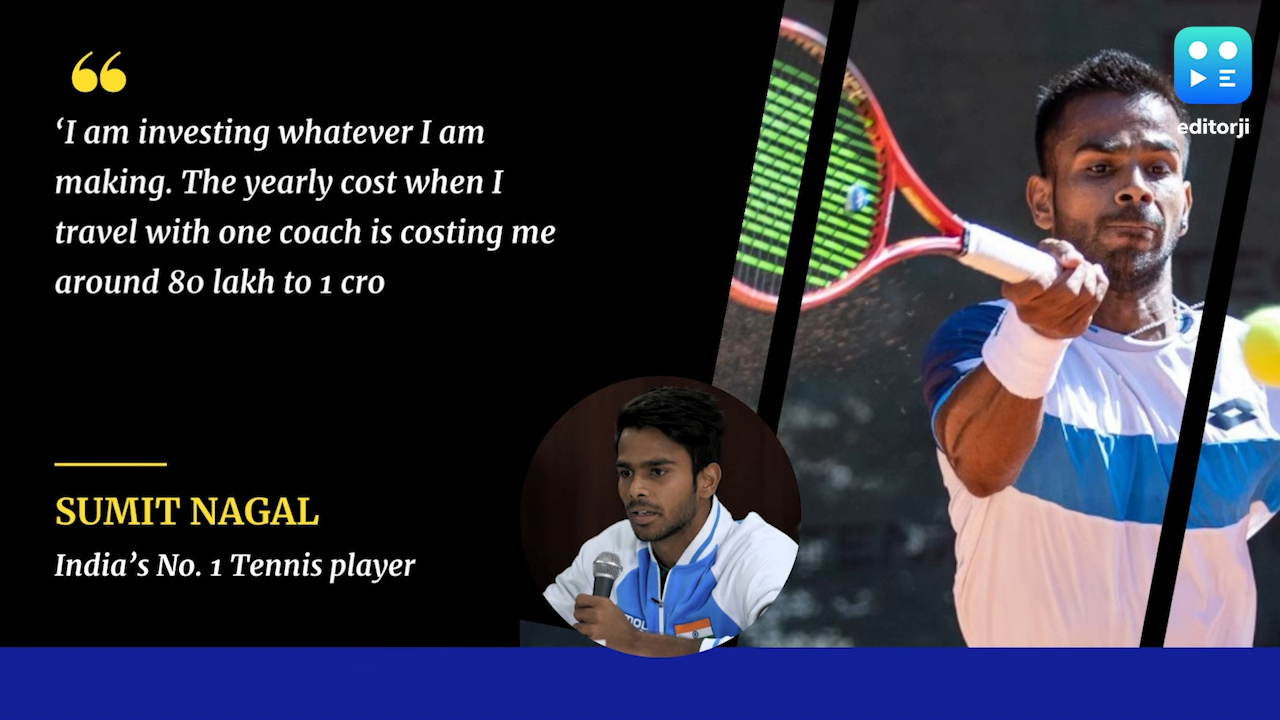 “
‘I am investing whatever I am
making. The yearly cost when I
travel with one coach is costing me
around 80 lakh to 1 cro
SUMIT NAGAL
India’s No. 1 Tennis player
editorji